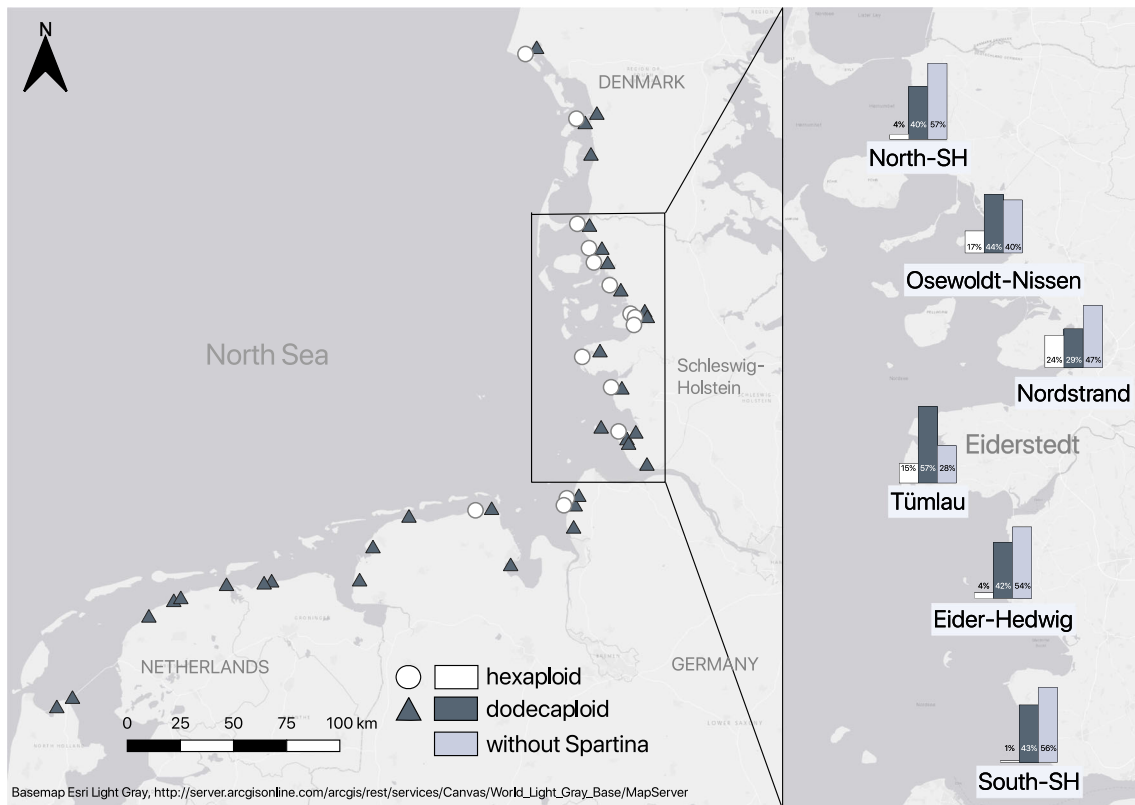 N
DENMARK
North Sea
Schleswig-
Holstein
NETHERLANDS
GERMANY
hexaploid
dodecaploid
without Spartina
0 25 50 75 100 km
Basemap Esri Light Gray, http://server.arcgisonline.com/arcgis/rest/services/Canvas/World_Light_Gray_Base/MapServer
4% 40% 57%
North-SH
17% 44% 40%
Osewoldt-Nissen
24% 29% 47%
Nordstrand
Eiderstedt
15% 57% 28%
Tümlau
4% 42% 54%
Eider-Hedwig
1% 43% 56%
South-SH